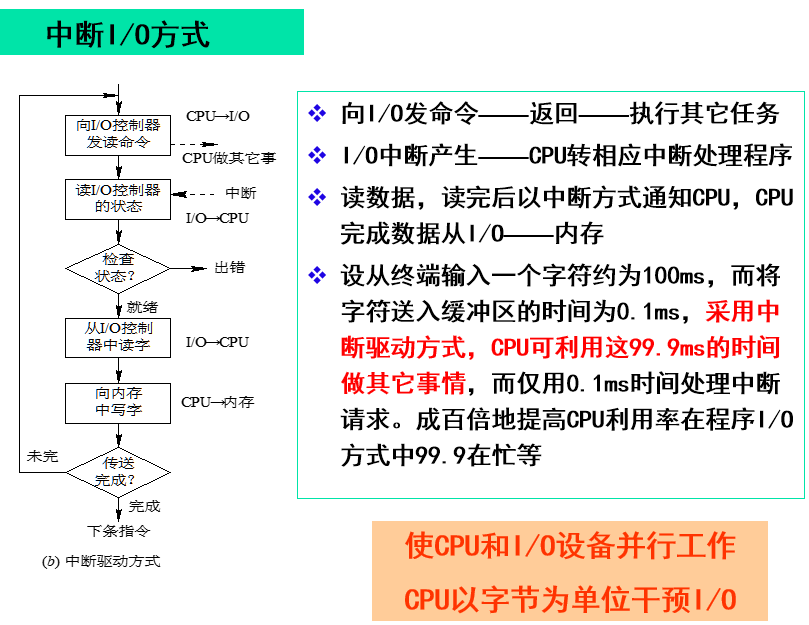 中断I/O方式
CPU→I/O
向I/O控制器
发读命令
CPU做其它事
读I/O控制器
的状态
中断
I/O→CPU
检查
状态？
出错
就绪
从I/O控制
器中读字
I/O→CPU
向内存
中写字
CPU→内存
未完
传送
完成？
完成
下条指令
(b) 中断驱动方式
向I/O发命令——返回——执行其它任务
I/O中断产生——CPU转相应中断处理程序
读数据，读完后以中断方式通知CPU，CPU
完成数据从I/O——内存
设从终端输入一个字符约为100ms，而将
字符送入缓冲区的时间为0.1ms，采用中
断驱动方式，CPU可利用这99.9ms的时间
做其它事情，而仅用0.1ms时间处理中断
请求。成百倍地提高CPU利用率在程序I/O
方式中99.9在忙等
使CPU和I/O设备并行工作
CPU以字节为单位干预I/O